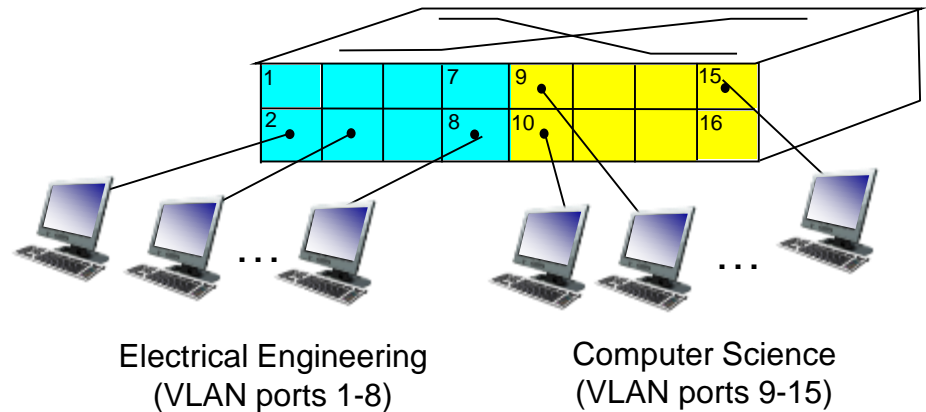 1 7 9 15
2 8 10 16
... ...
Electrical Engineering
(VLAN ports 1-8)
Computer Science
(VLAN ports 9-15)